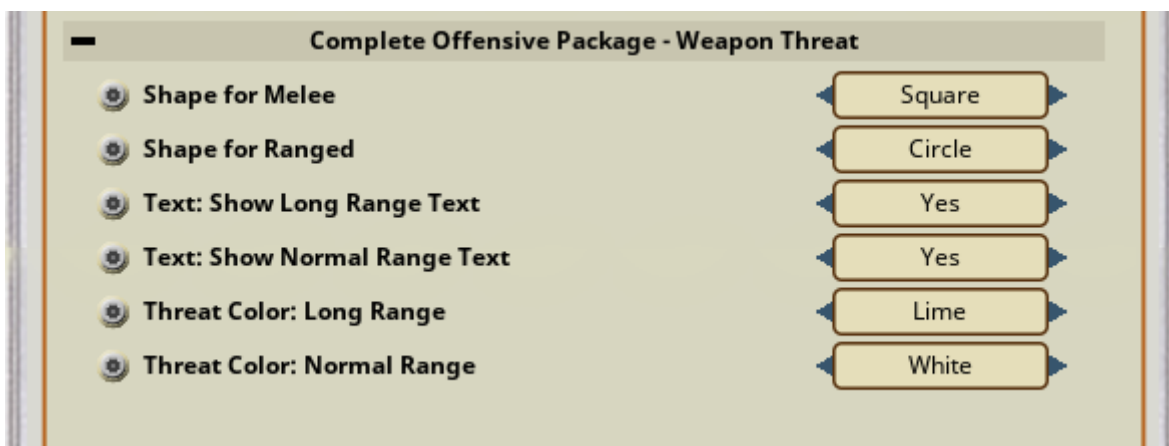 Complete Offensive Package - Weapon Threat
Shape for Melee Square
Shape for Ranged Circle
Text: Show Long Range Text Yes
Text: Show Normal Range Text Yes
Threat Color: Long Range Lime
Threat Color: Normal Range White